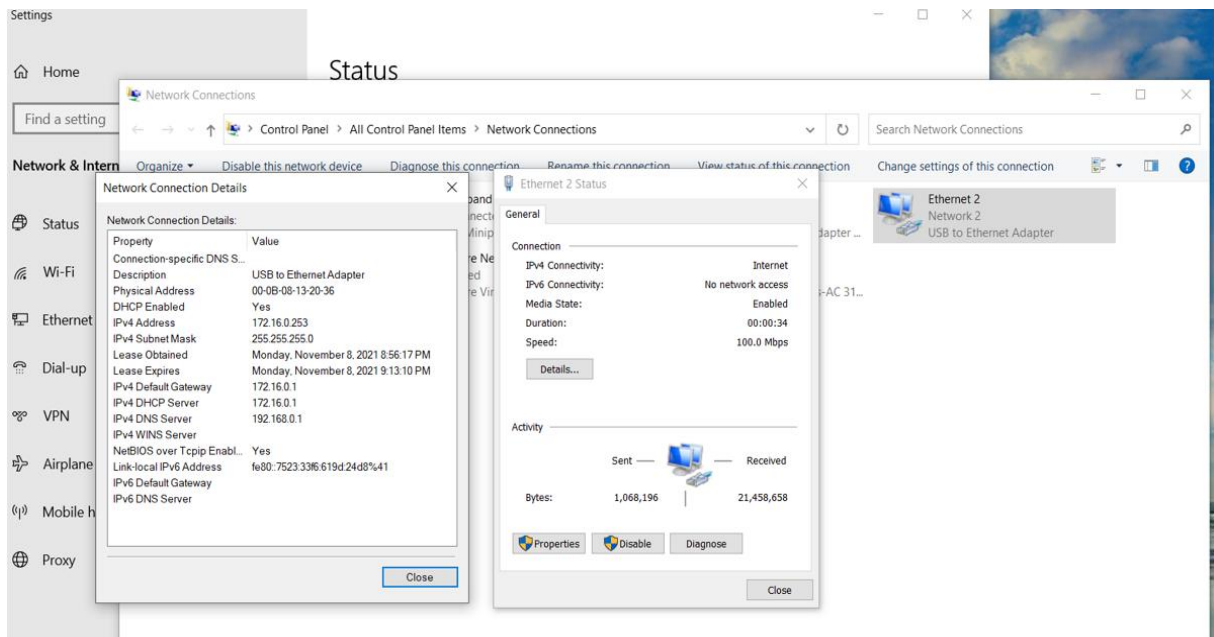 Settings
Home
Find a setting
Network & Intern
Status
Wi-Fi
Ethernet
Dial-up
VPN
Airplane
Mobile h
Proxy
Status
Network Connections
Control Panel > All Control Panel Items > Network Connections
Search Network Connections
Organize
Disable this network device
Diagnose this connection
Rename this connection
View status of this connection
Change settings of this connection
Ethernet 2
Network 2
USB to Ethernet Adapter
dapter ...
s-AC 31...
Network Connection Details
Network Connection Details:
Property Value
Connection-specific DNS S...
Description USB to Ethernet Adapter
Physical Address 00-0B-08-13-20-36
DHCP Enabled Yes
IPv4 Address 172.16.0.253
IPv4 Subnet Mask 255.255.255.0
Lease Obtained Monday, November 8, 2021 8:56:17 PM
Lease Expires Monday, November 8, 2021 9:13:10 PM
IPv4 Default Gateway 172.16.0.1
IPv4 DHCP Server 172.16.0.1
IPv4 DNS Server 192.168.0.1
IPv4 WINS Server
NetBIOS over Tcpip Enabl... Yes
Link-local IPv6 Address fe80::7523:33f6:619d:24d8%41
IPv6 Default Gateway
IPv6 DNS Server
Close
Ethernet 2 Status
General
Connection
IPv4 Connectivity: Internet
IPv6 Connectivity: No network access
Media State: Enabled
Duration: 00:00:34
Speed: 100.0 Mbps
Details...
Activity
Sent — Received
Bytes: 1,068,196 21,458,658
Properties
Disable
Diagnose
Close